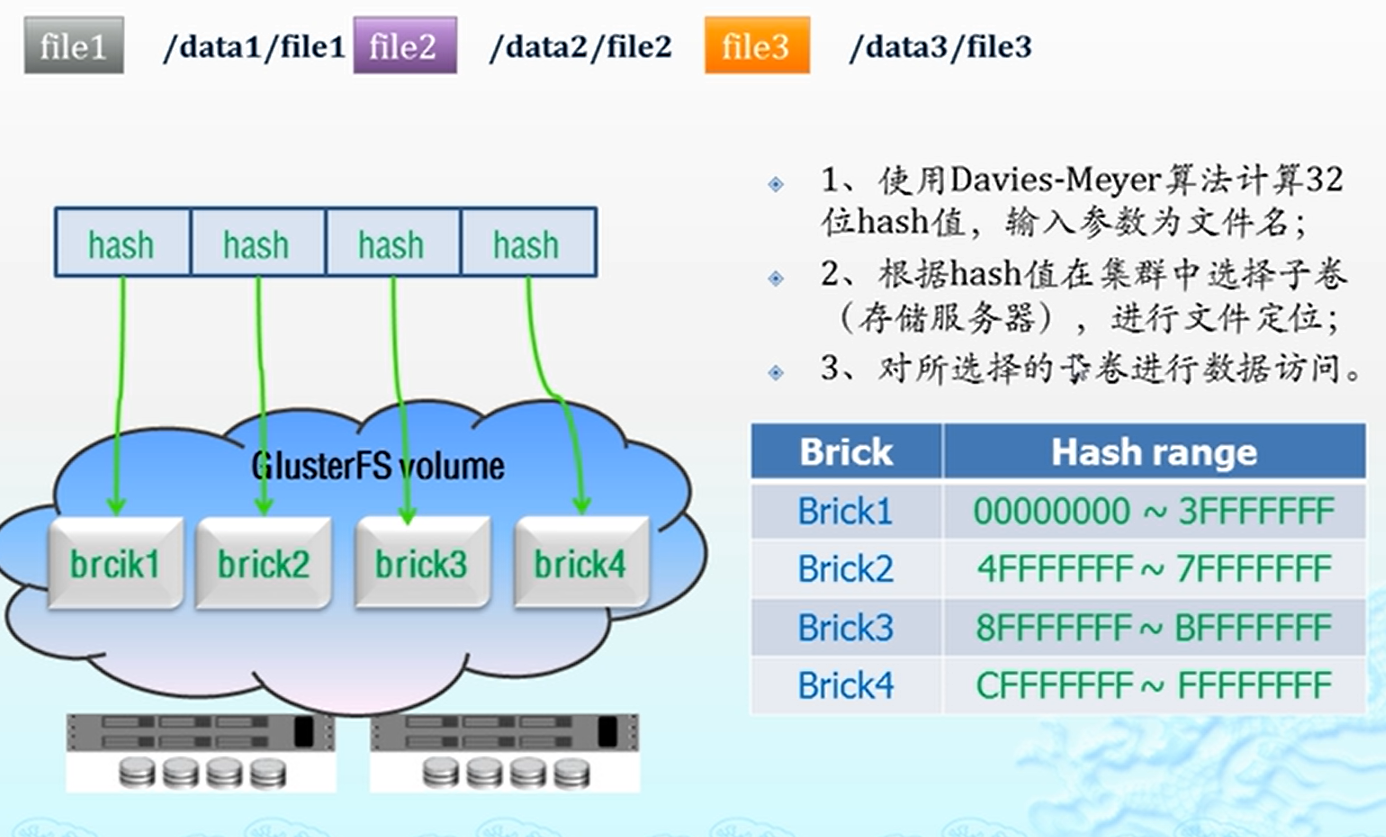 file1 /data1/file1 file2 /data2/file2 file3 /data3/file3
hash hash hash hash
GlusterFS volume
brcik1 brick2 brick3 brick4
1、使用Davies-Meyer算法计算32
位hash值，输入参数为文件名；
2、根据hash值在集群中选择子卷
（存储服务器），进行文件定位；
3、对所选择的子卷进行数据访问。
Brick Hash range
Brick1 00000000 ~ 3FFFFFFF
Brick2 4FFFFFFF ~ 7FFFFFFF
Brick3 8FFFFFFF ~ BFFFFFFF
Brick4 CFFFFFFF ~ FFFFFFFF